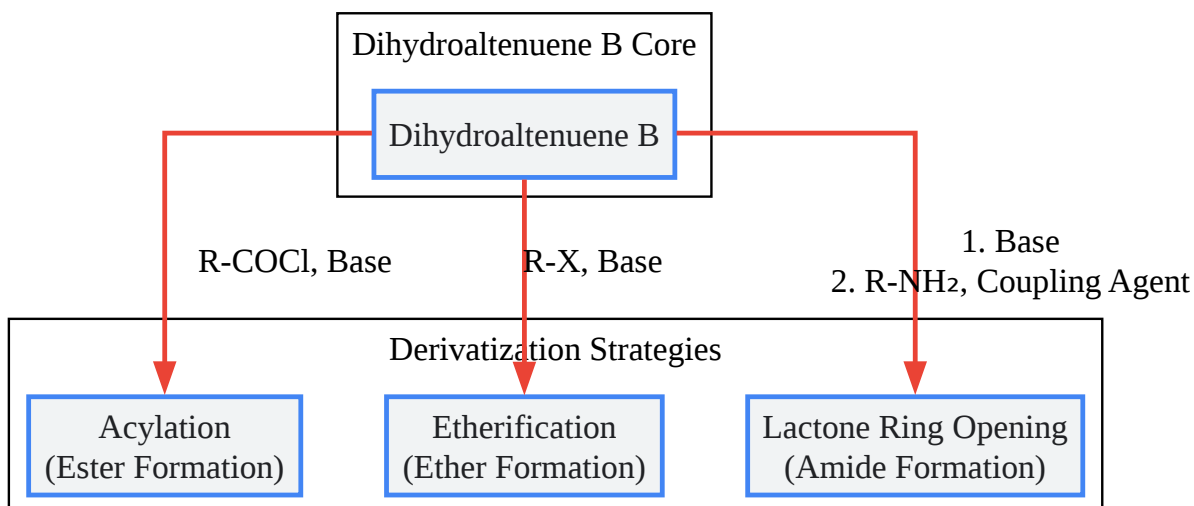 Dihydroaltenuene B Core
Dihydroaltenuene B
R-COCl, Base
R-X, Base
1. Base
2. R-NH₂, Coupling Agent
Derivatization Strategies
Acylation
(Ester Formation)
Etherification
(Ether Formation)
Lactone Ring Opening
(Amide Formation)